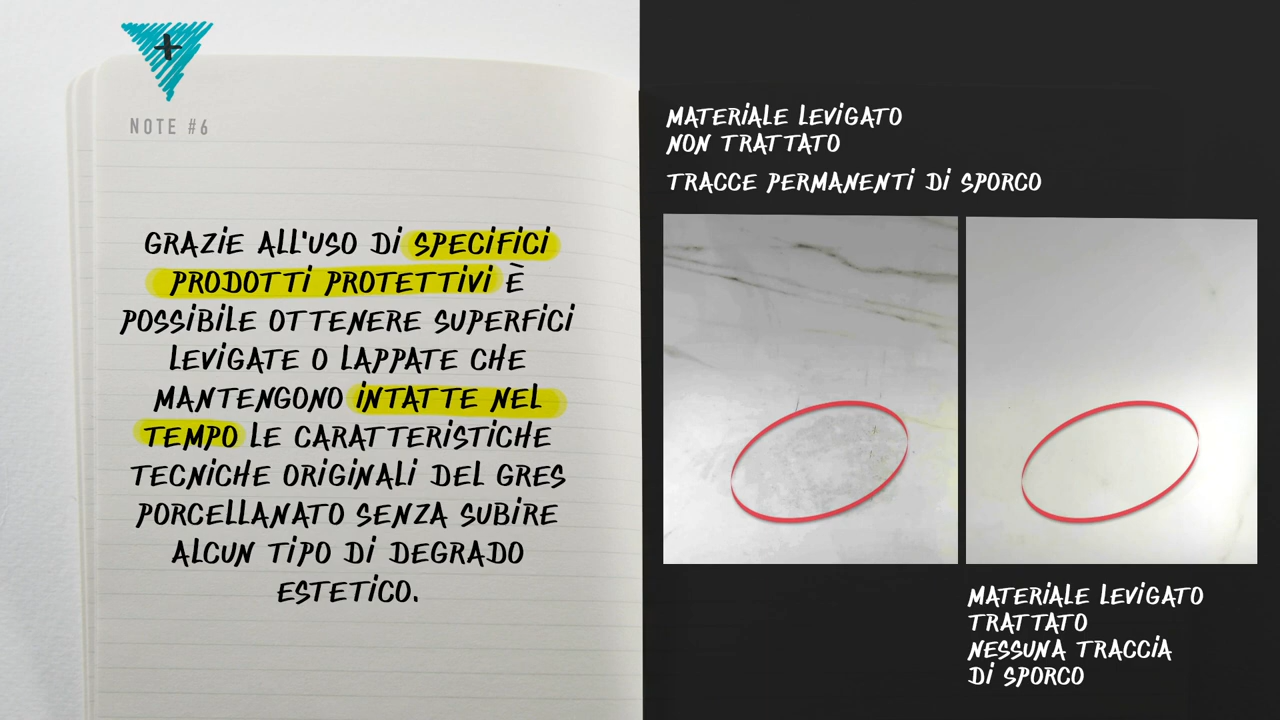 +
NOTE #6
GRAZIE ALL'USO DI SPECIFICI
PRODOTTI PROTETTIVI È
POSSIBILE OTTENERE SUPERFICI
LEVIGATE O LAPPATE CHE
MANTENGONO INTATTE NEL
TEMPO LE CARATTERISTICHE
TECNICHE ORIGINALI DEL GRES
PORCELLANATO SENZA SUBIRE
ALCUN TIPO DI DEGRADO
ESTETICO.
MATERIALE LEVIGATO
NON TRATTATO
TRACCE PERMANENTI DI SPORCO
MATERIALE LEVIGATO
TRATTATO
NESSUNA TRACCIA
DI SPORCO